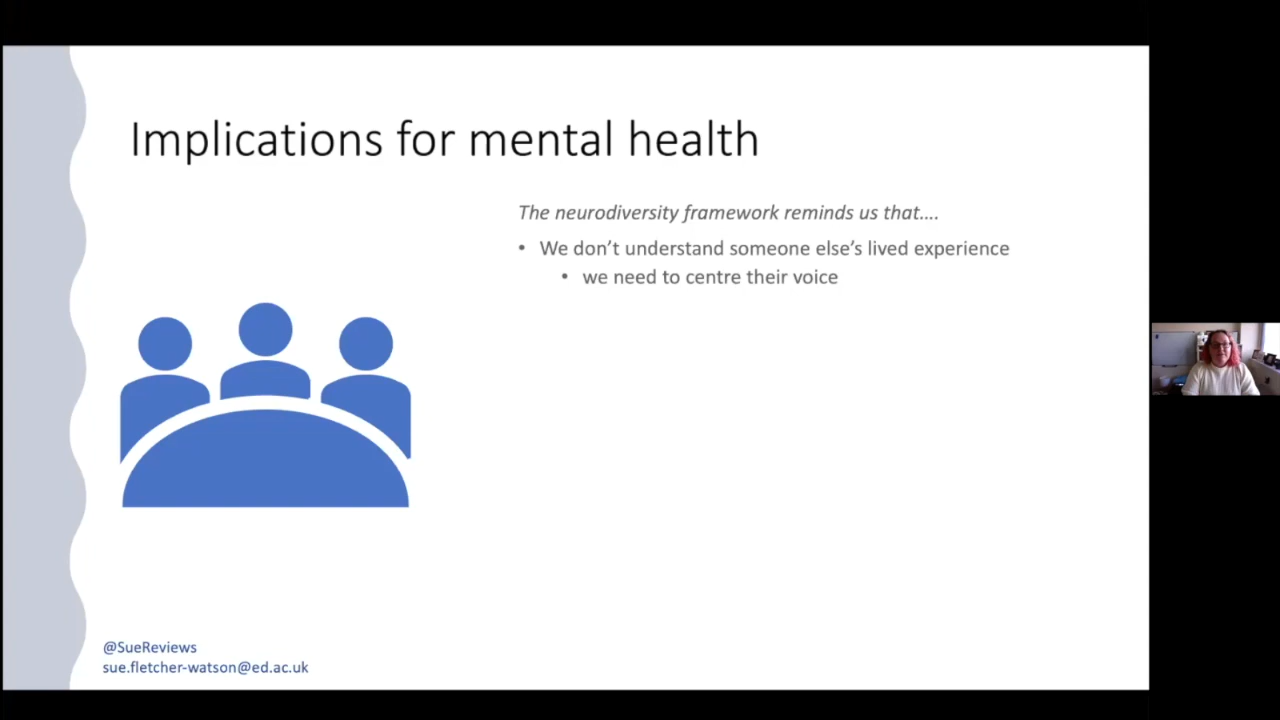 Implications for mental health
The neurodiversity framework reminds us that....
• We don't understand someone else's lived experience
• we need to centre their voice
@SueReviews
sue.fletcher-watson@ed.ac.uk